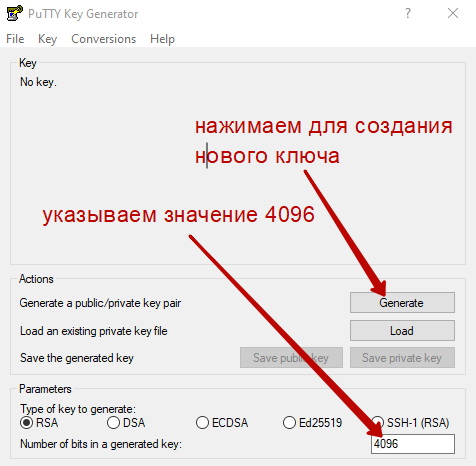 PuTTY Key Generator
File Key Conversions Help
Key
No key.
нажимаем для создания
нового ключа
указываем значение 4096
Actions
Generate a public/private key pair
Generate
Load an existing private key file
Load
Save the generated key
Save public key
Save private key
Parameters
Type of key to generate:
RSA DSA ECDSA Ed25519 SSH-1 (RSA)
Number of bits in a generated key:
4096